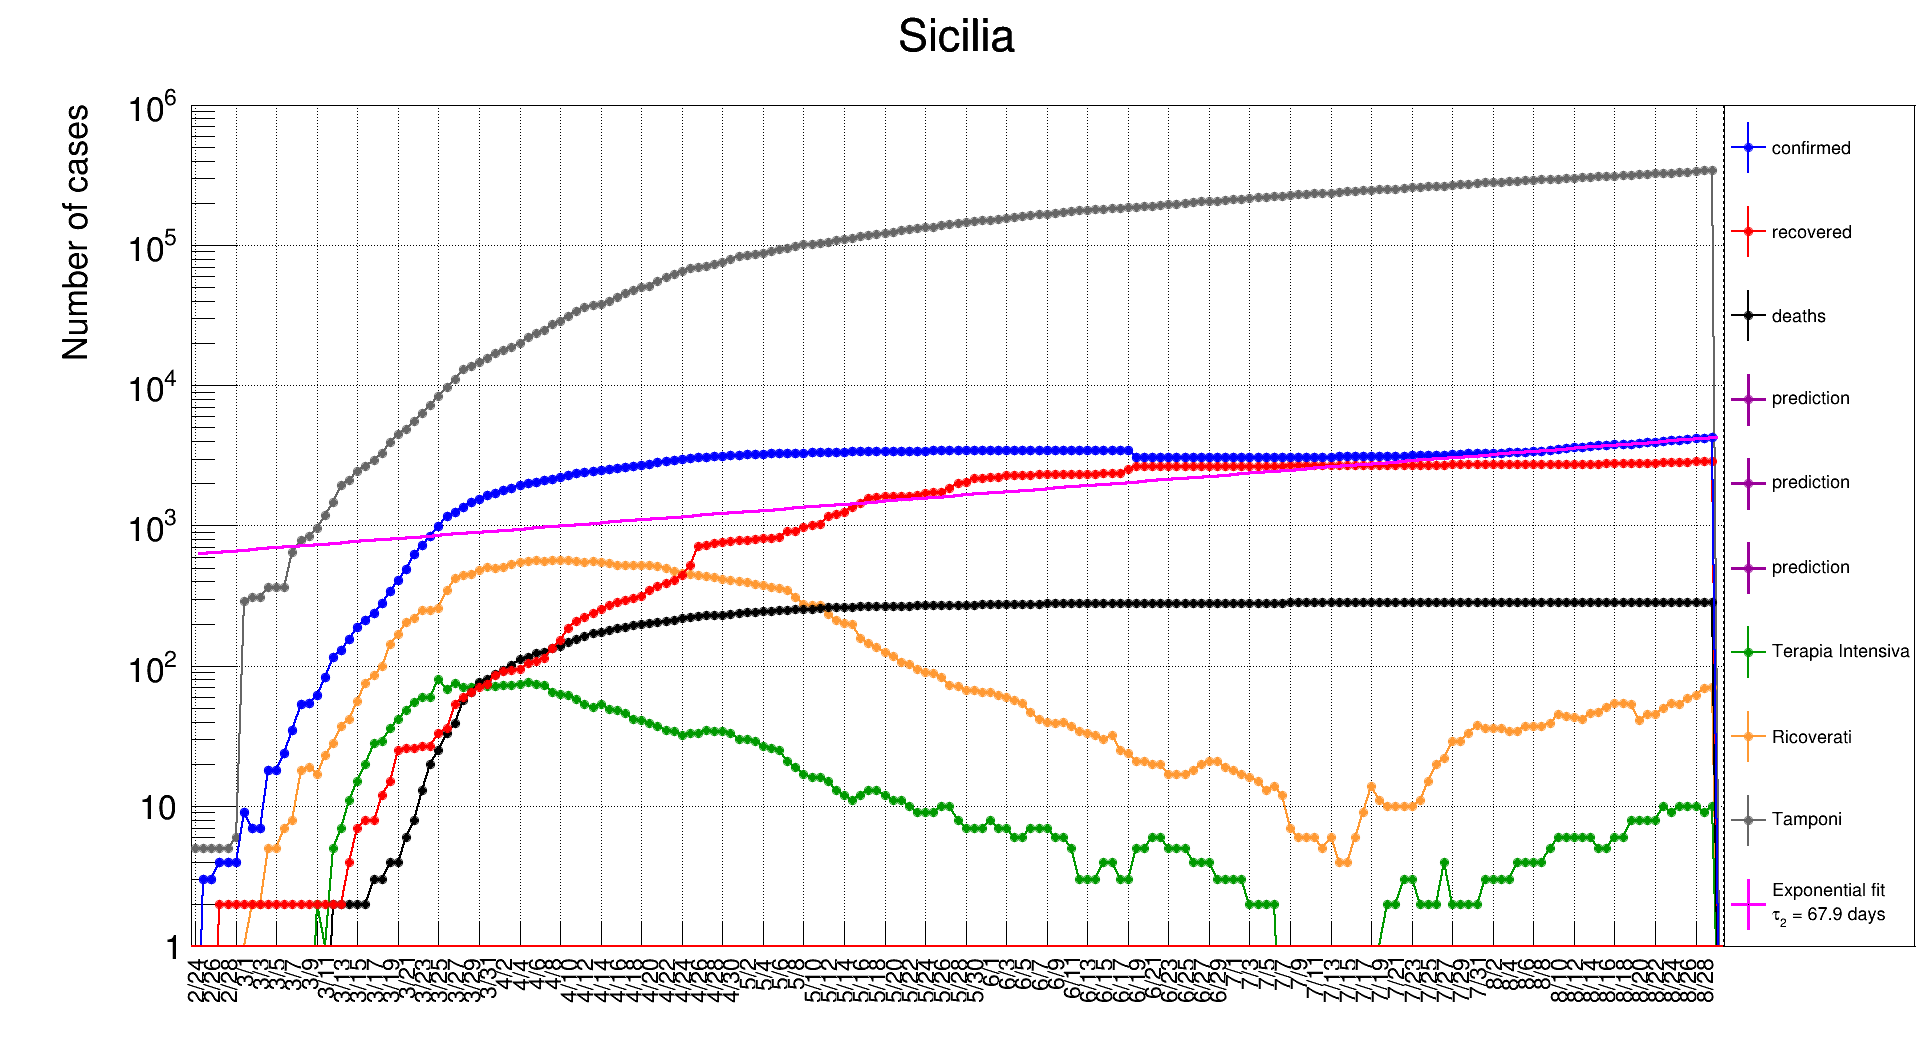 Sicilia
Number of cases
10^6
10^5
10^4
10^3
10^2
10
1
2/24 2/26 2/28 3/1 3/3 3/5 3/7 3/9 3/11 3/13 3/15 3/17 3/19 3/21 3/23 3/25 3/27 3/29 3/31 4/2 4/4 4/6 4/8 4/10 4/12 4/14 4/16 4/18 4/20 4/22 4/24 4/26 4/28 4/30 5/2 5/4 5/6 5/8 5/10 5/12 5/14 5/16 5/18 5/20 5/22 5/24 5/26 5/28 5/30 6/1 6/3 6/5 6/7 6/9 6/11 6/13 6/15 6/17 6/19 6/21 6/23 6/25 6/27 6/29 7/1 7/3 7/5 7/7 7/9 7/11 7/13 7/15 7/17 7/19 7/21 7/23 7/25 7/27 7/29 7/31 8/2 8/4 8/6 8/8 8/10 8/12 8/14 8/16 8/18 8/20 8/22 8/24 8/26 8/28
confirmed
recovered
deaths
prediction
prediction
prediction
Terapia Intensiva
Ricoverati
Tamponi
Exponential fit
τ_2 = 67.9 days